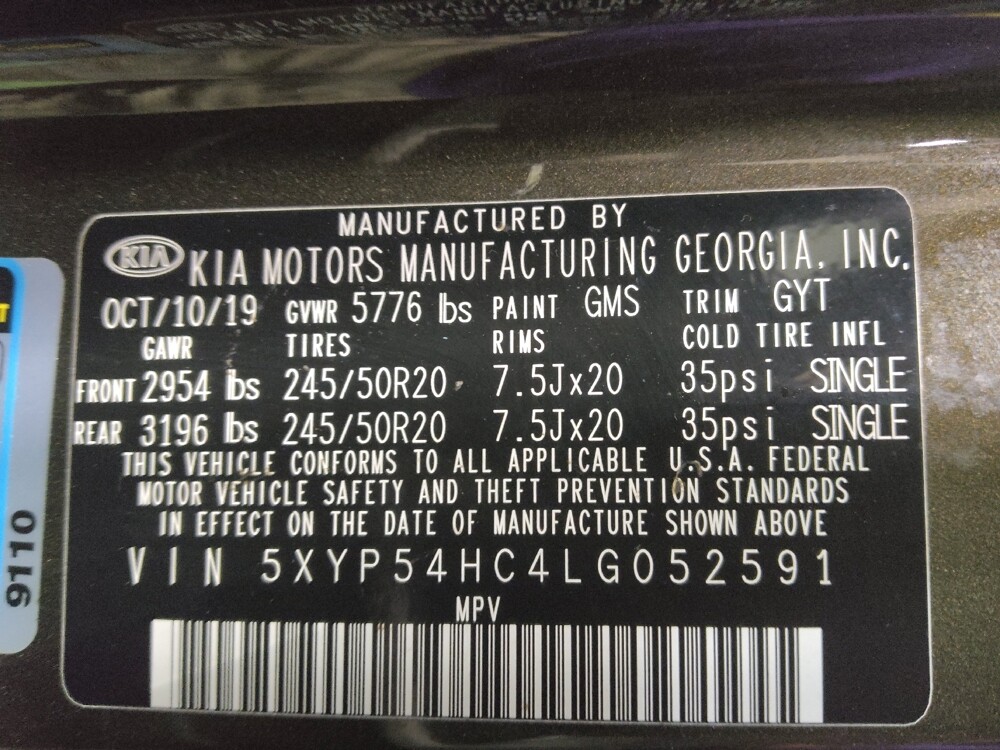 MANUFACTURED BY
KIA KIA MOTORS MANUFACTURING GEORGIA, INC.
OCT/10/19 GVWR 5776 lbs PAINT GMS TRIM GYT
GAWR TIRES RIMS COLD TIRE INFL
FRONT 2954 lbs 245/50R20 7.5Jx20 35psi SINGLE
REAR 3196 lbs 245/50R20 7.5Jx20 35psi SINGLE
THIS VEHICLE CONFORMS TO ALL APPLICABLE U.S.A. FEDERAL
MOTOR VEHICLE SAFETY AND THEFT PREVENTION STANDARDS
IN EFFECT ON THE DATE OF MANUFACTURE SHOWN ABOVE
VIN 5XYP54HC4LG052591
MPV
9110